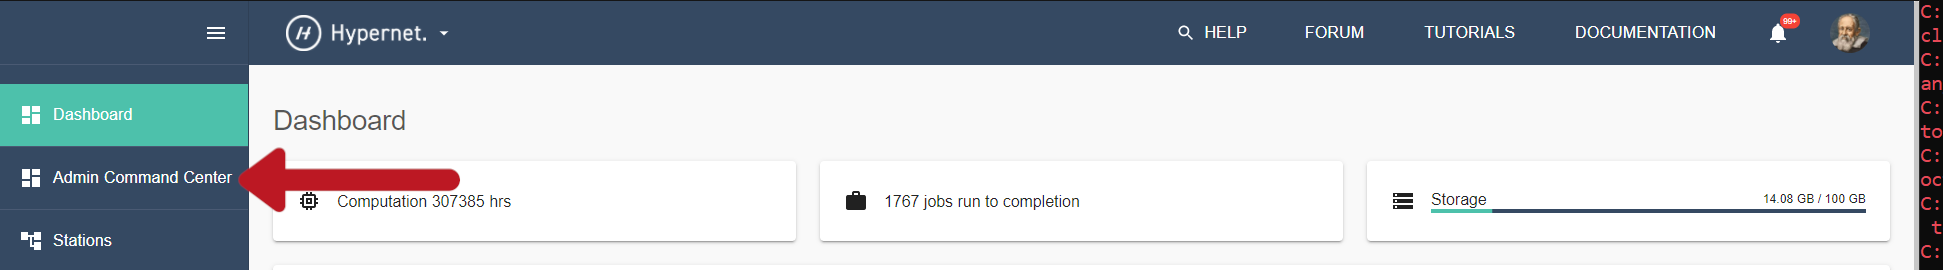 Hypernet.
HELP
FORUM
TUTORIALS
DOCUMENTATION
99+
Dashboard
Admin Command Center
Stations
Dashboard
Computation 307385 hrs
1767 jobs run to completion
Storage
14.08 GB / 100 GB
C:
cl
C:
an
C:
to
C:
oc
C:
t
C: